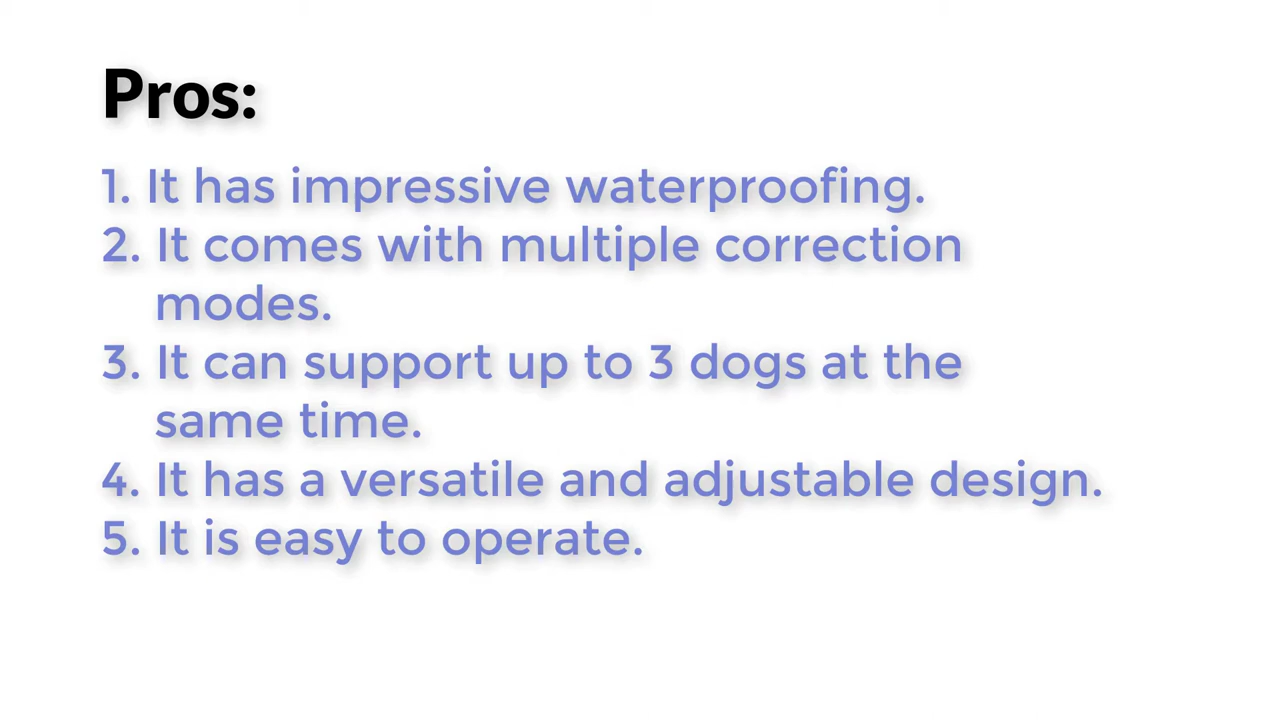 Pros:
1. It has impressive waterproofing.
2. It comes with multiple correction
modes.
3. It can support up to 3 dogs at the
same time.
4. It has a versatile and adjustable design.
5. It is easy to operate.